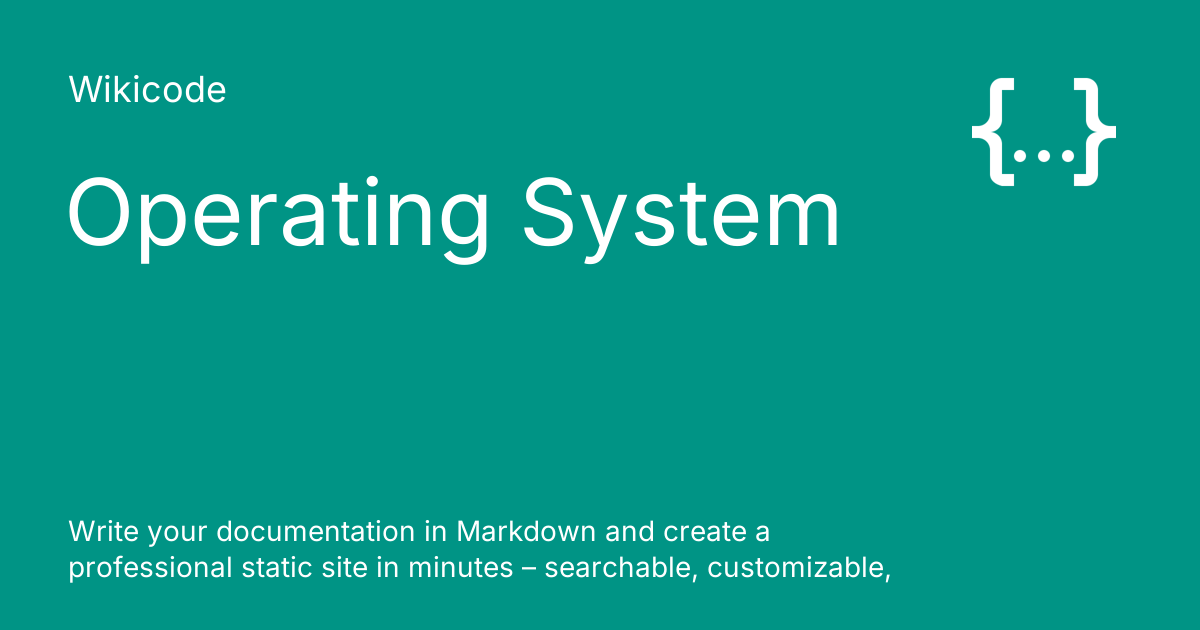 Wikicode
{...}
Operating System
Write your documentation in Markdown and create a
professional static site in minutes – searchable, customizable,